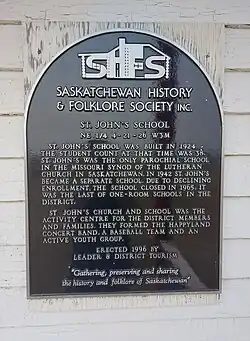 SHFS
SASKATCHEWAN HISTORY
& FOLKLORE SOCIETY INC.
ST. JOHN'S SCHOOL
NE 1/4 4-21-26 W3M
ST. JOHN'S SCHOOL WAS BUILT IN 1924.
THE STUDENT COUNT AT THAT TIME WAS 38.
ST. JOHN'S WAS THE ONLY PAROCHIAL SCHOOL
IN THE MISSOURI SYNOD OF THE LUTHERAN
CHURCH IN SASKATCHEWAN. IN 1942 ST. JOHN'S
BECAME A SEPARATE SCHOOL. DUE TO DECLINING
ENROLLMENT, THE SCHOOL CLOSED IN 1965. IT
WAS THE LAST OF ONE-ROOM SCHOOLS IN THE
DISTRICT.
ST. JOHN'S CHURCH AND SCHOOL WAS THE
ACTIVITY CENTRE FOR THE DISTRICT MEMBERS
AND FAMILIES. THEY FORMED THE HAPPYLAND
CONCERT BAND, A BASEBALL TEAM AND AN
ACTIVE YOUTH GROUP.
ERECTED 1996 BY
LEADER & DISTRICT TOURISM
"Gathering, preserving and sharing
the history and folklore of Saskatchewan"